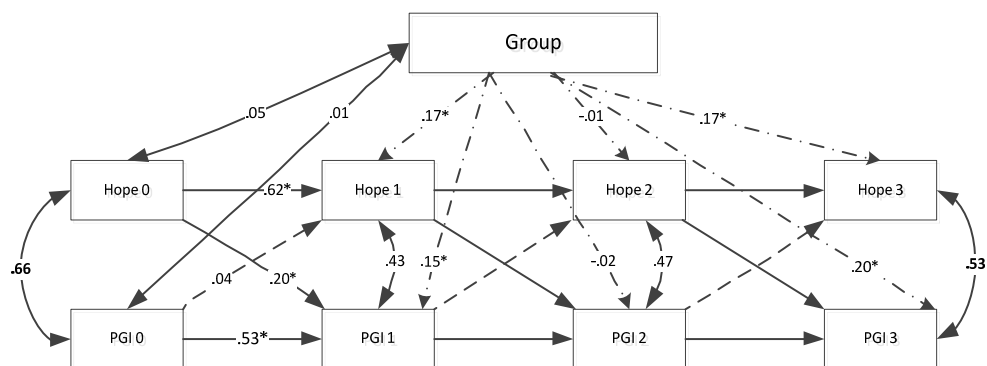 Group
.05
.01
.17*
-.01
.17*
Hope 0
.62*
Hope 1
Hope 2
Hope 3
.66
.04
.20*
.43
.15*
-.02
.47
.20*
.53
PGI 0
.53*
PGI 1
PGI 2
PGI 3